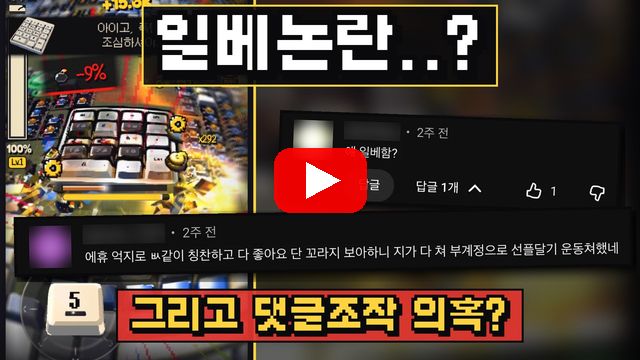 +15.8K
아이고, 죽
조심하셔
일베논란..?
-9%
x292
100%
Lv.1
2주 전
일베함?
답글
답글 1개
1
2주 전
에휴 억지로 ㅄ같이 칭찬하고 다 좋아요 단 꼬라지 보아하니 지가 다 쳐 부계정으로 선플달기 운동쳐했네
5
그리고 댓글조작 의혹?